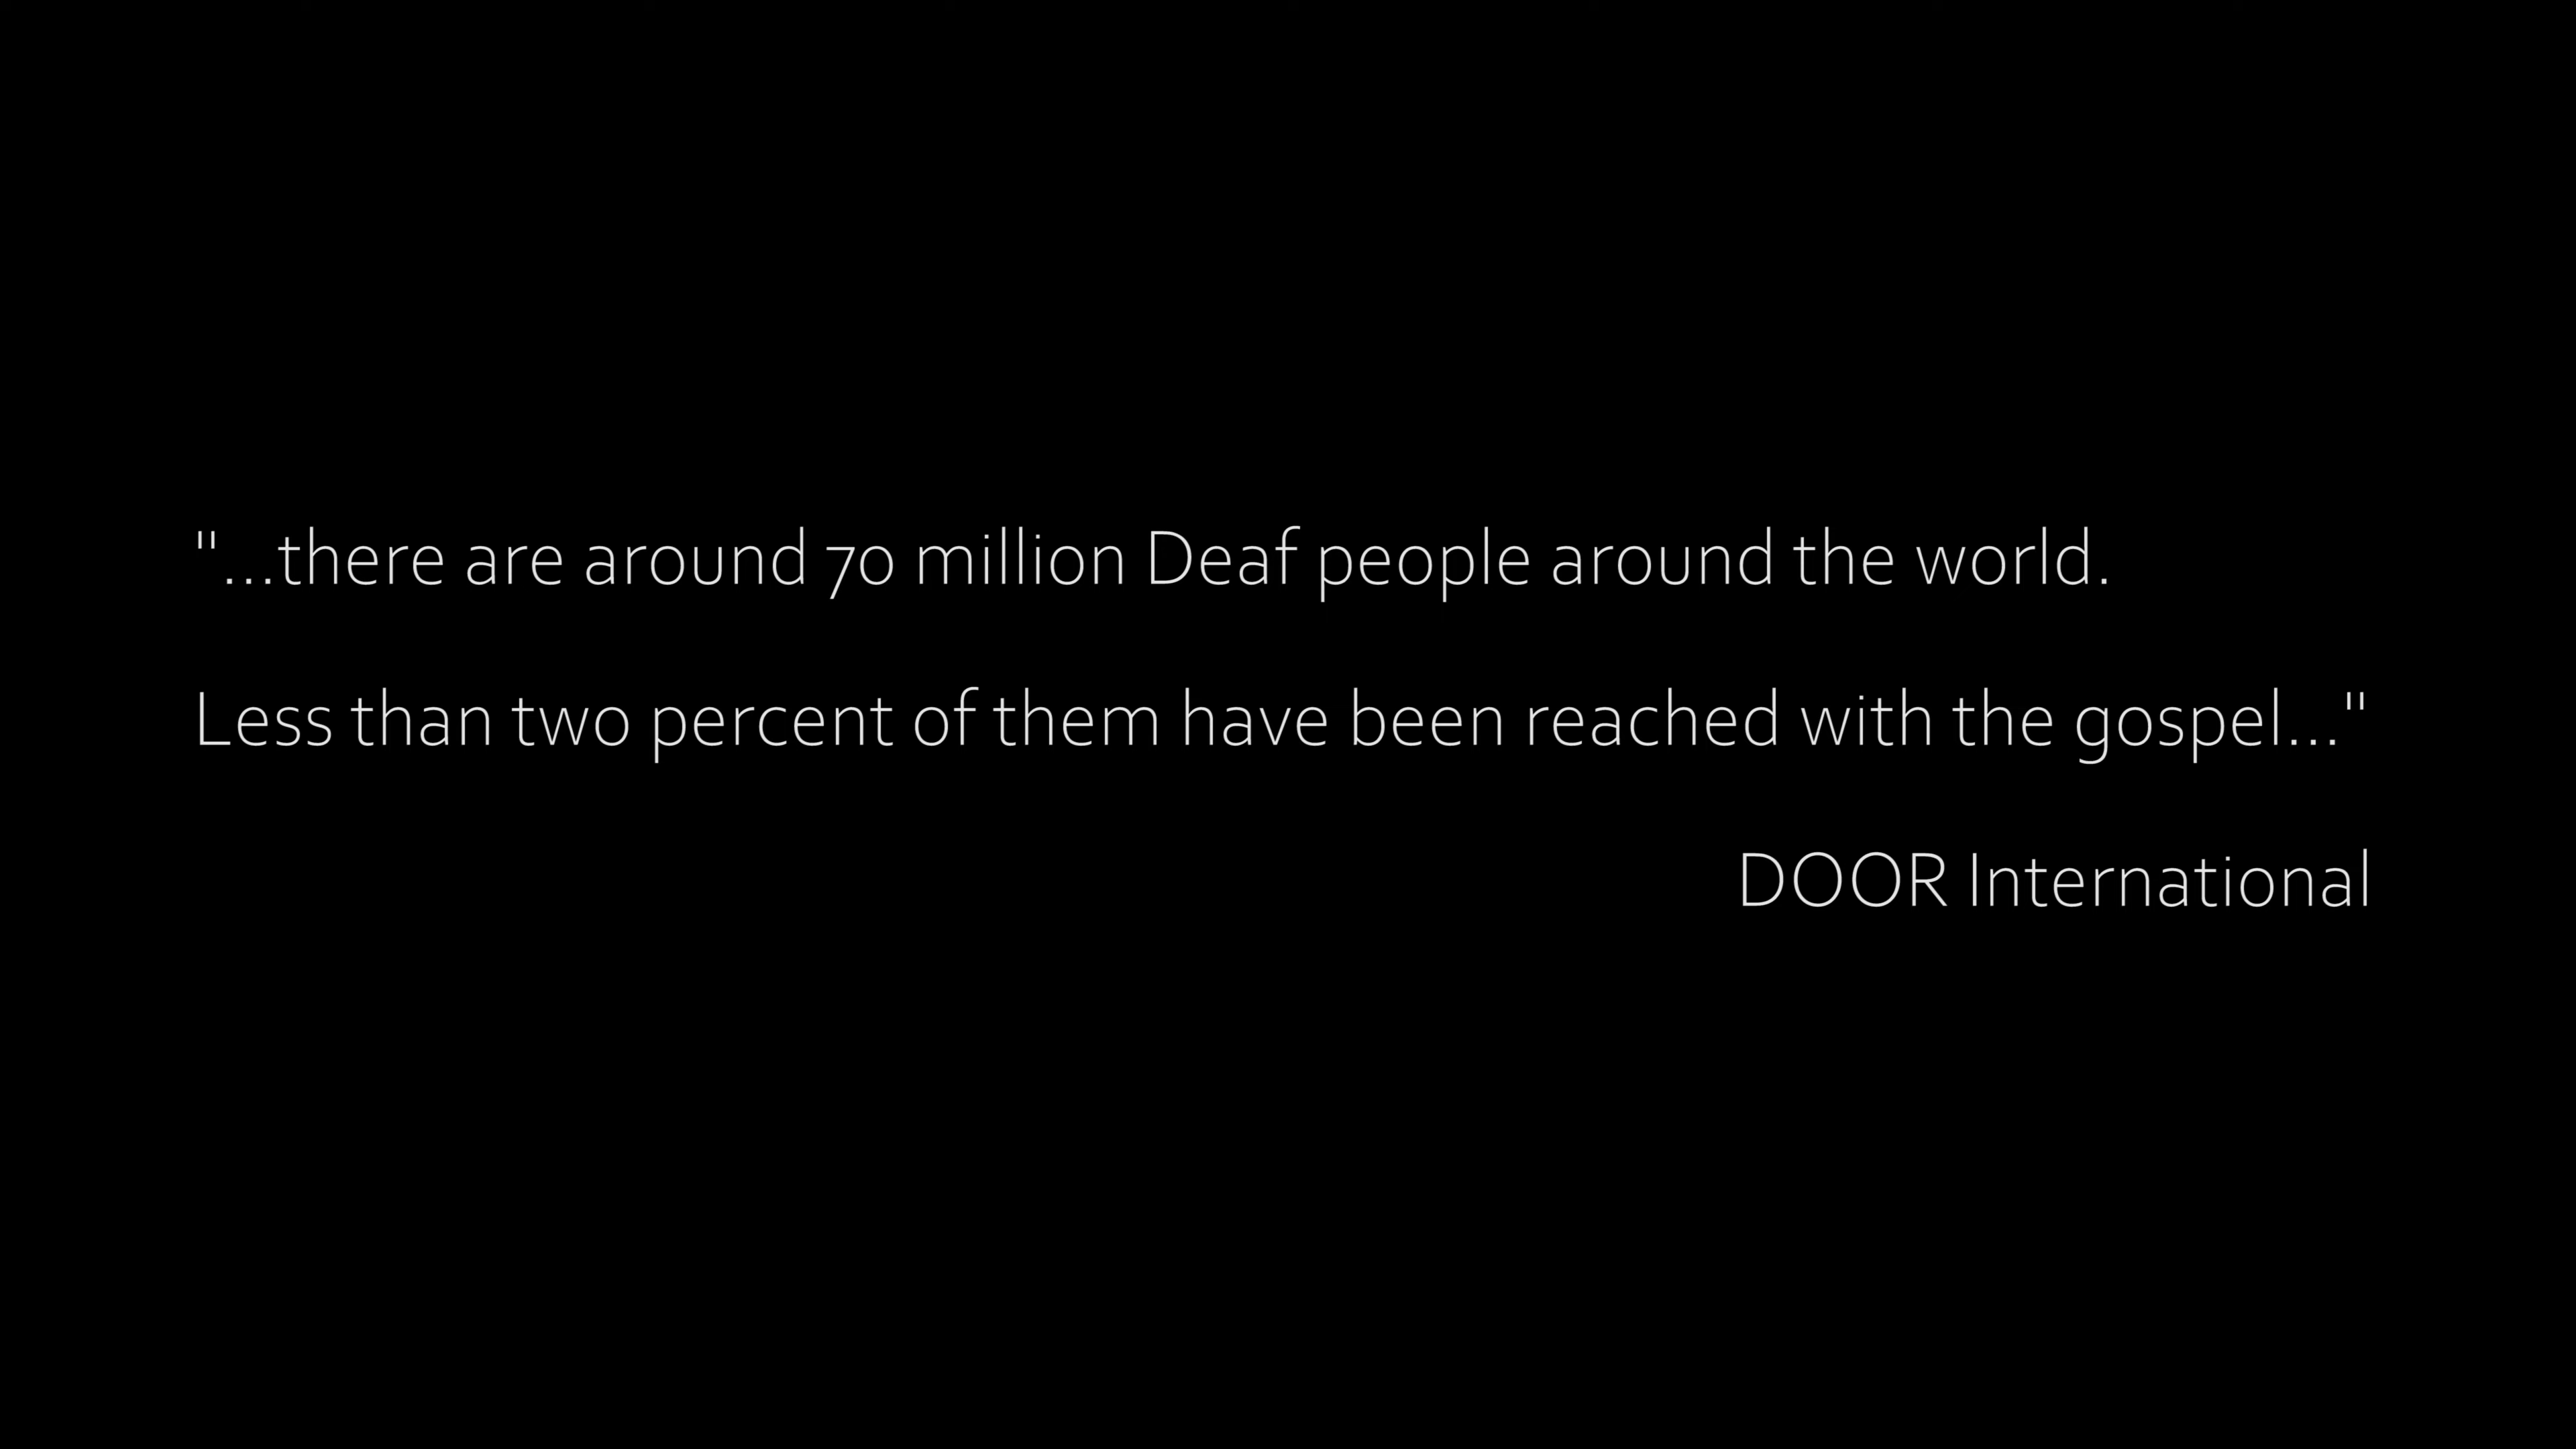 "...there are around 70 million Deaf people around the world.
Less than two percent of them have been reached with the gospel..."
DOOR International